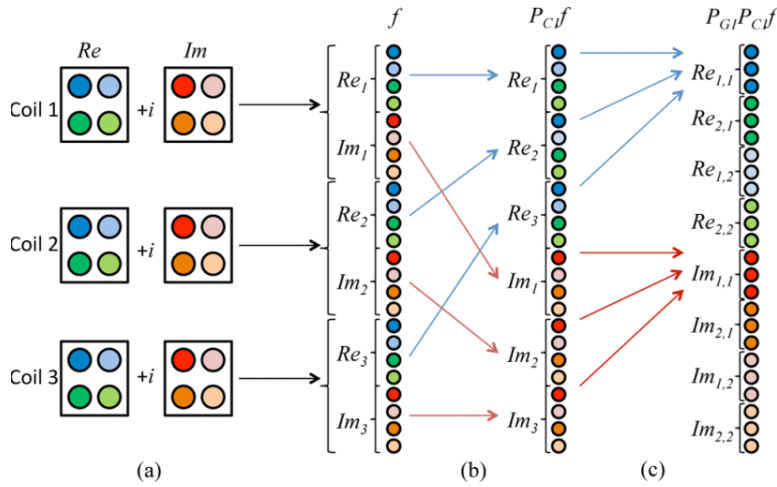 f P_{C1}f P_{G1}P_{C1}f
Re Im
Coil 1 +i
Coil 2 +i
Coil 3 +i
Re_1
Im_1
Re_2
Im_2
Re_3
Im_3
Re_1
Re_2
Re_3
Im_1
Im_2
Im_3
Re_{1,1}
Re_{2,1}
Re_{1,2}
Re_{2,2}
Im_{1,1}
Im_{2,1}
Im_{1,2}
Im_{2,2}
(a) (b) (c)